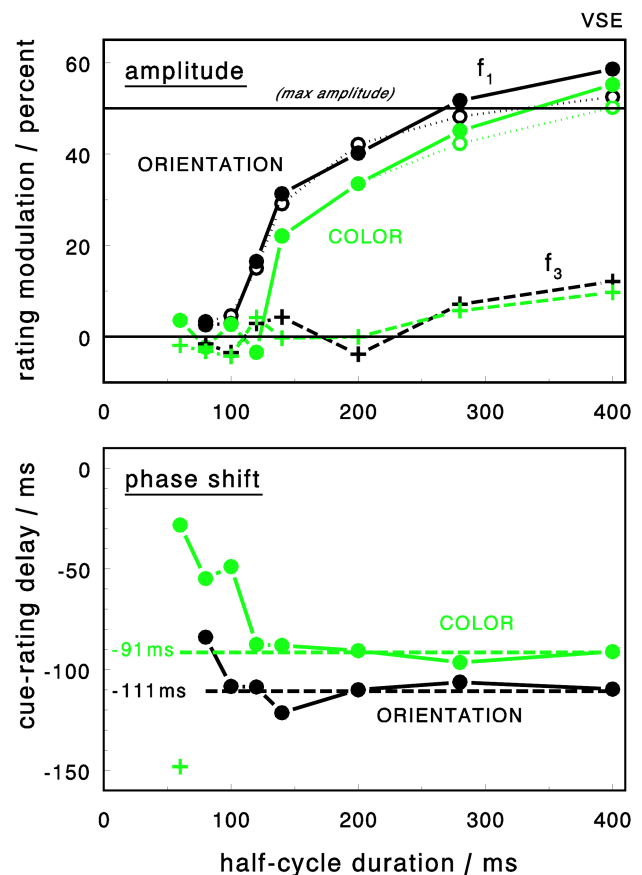 VSE
amplitude
f1
(max amplitude)
ORIENTATION
COLOR
f3
rating modulation / percent
60
40
20
0
0 100 200 300 400
phase shift
cue-rating delay / ms
0
-50
-100
-150
COLOR
-91ms
-111ms
ORIENTATION
0 100 200 300 400
half-cycle duration / ms